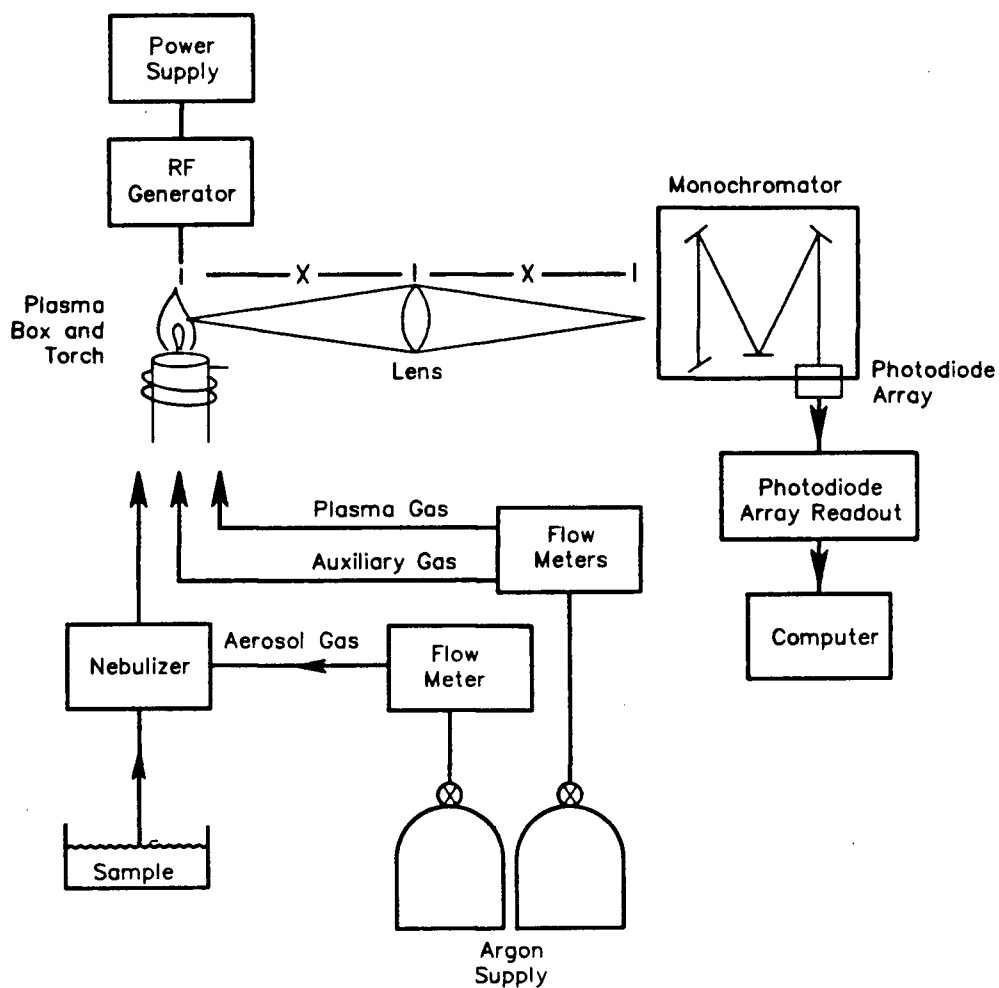 Power
Supply
RF
Generator
Monochromator
X
X
Plasma
Box and
Torch
Lens
Photodiode
Array
Plasma Gas
Flow
Meters
Photodiode
Array Readout
Auxiliary Gas
Aerosol Gas
Flow
Meter
Nebulizer
Computer
Sample
Argon
Supply